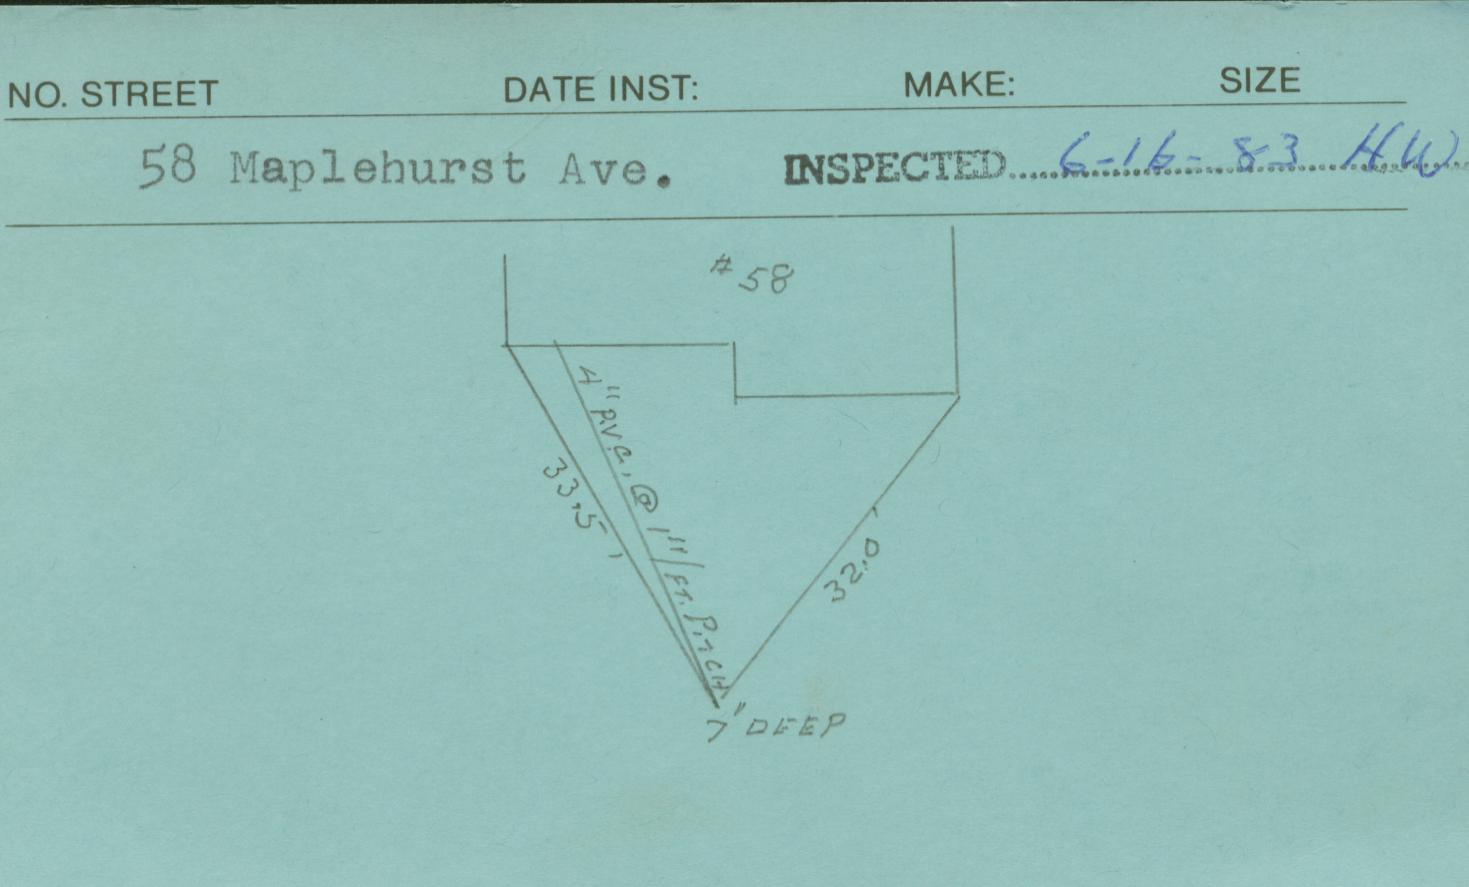 NO. STREET DATE INST: MAKE: SIZE
58 Maplehurst Ave. INSPECTED 6-16-83 HW
# 58
4" P.V.C. @ 1"/FT. PITCH
33.5'
32.0'
7" DEEP